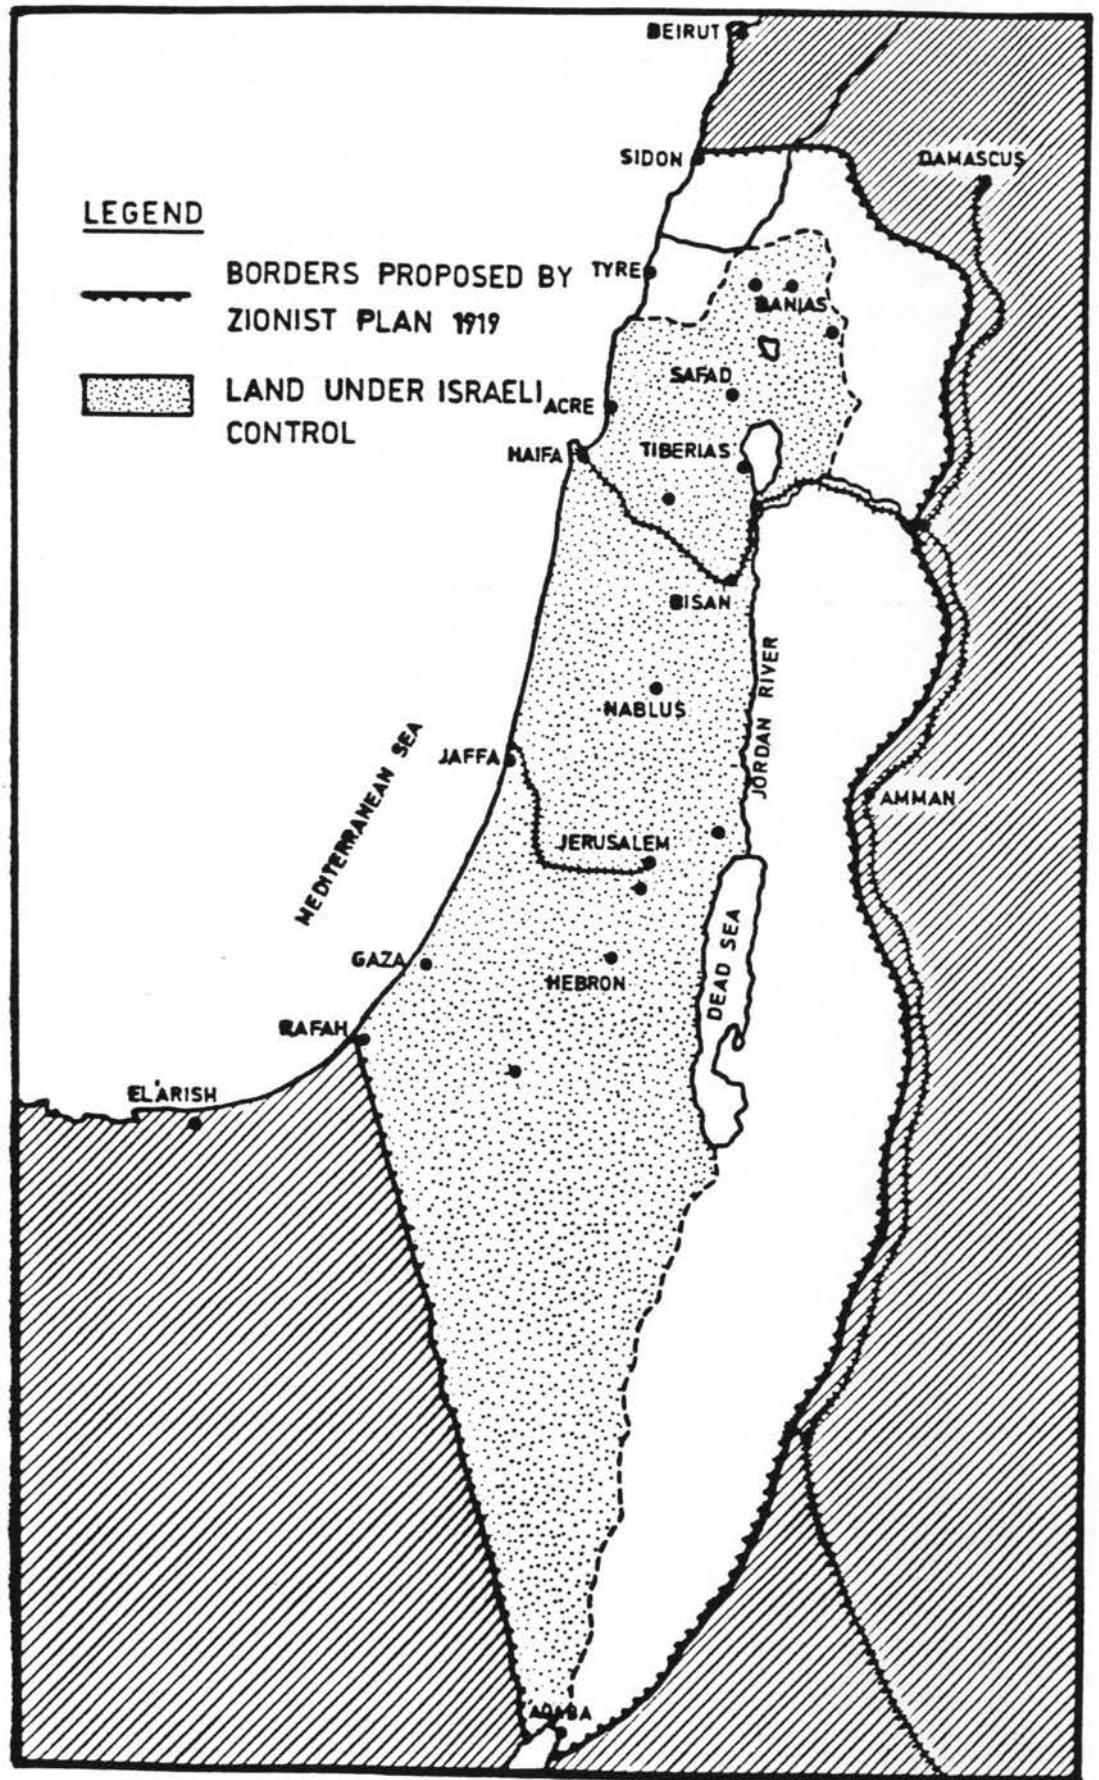 BEIRUT
SIDON
DAMASCUS
LEGEND
BORDERS PROPOSED BY
ZIONIST PLAN 1919
TYRE
BANIAS
SAFAD
LAND UNDER ISRAELI
CONTROL
ACRE
HAIFA
TIBERIAS
BISAN
NABLUS
JORDAN RIVER
MEDITERRANEAN SEA
JAFFA
AMMAN
JERUSALEM
GAZA
HEBRON
DEAD SEA
RAFAH
EL'ARISH
AQABA